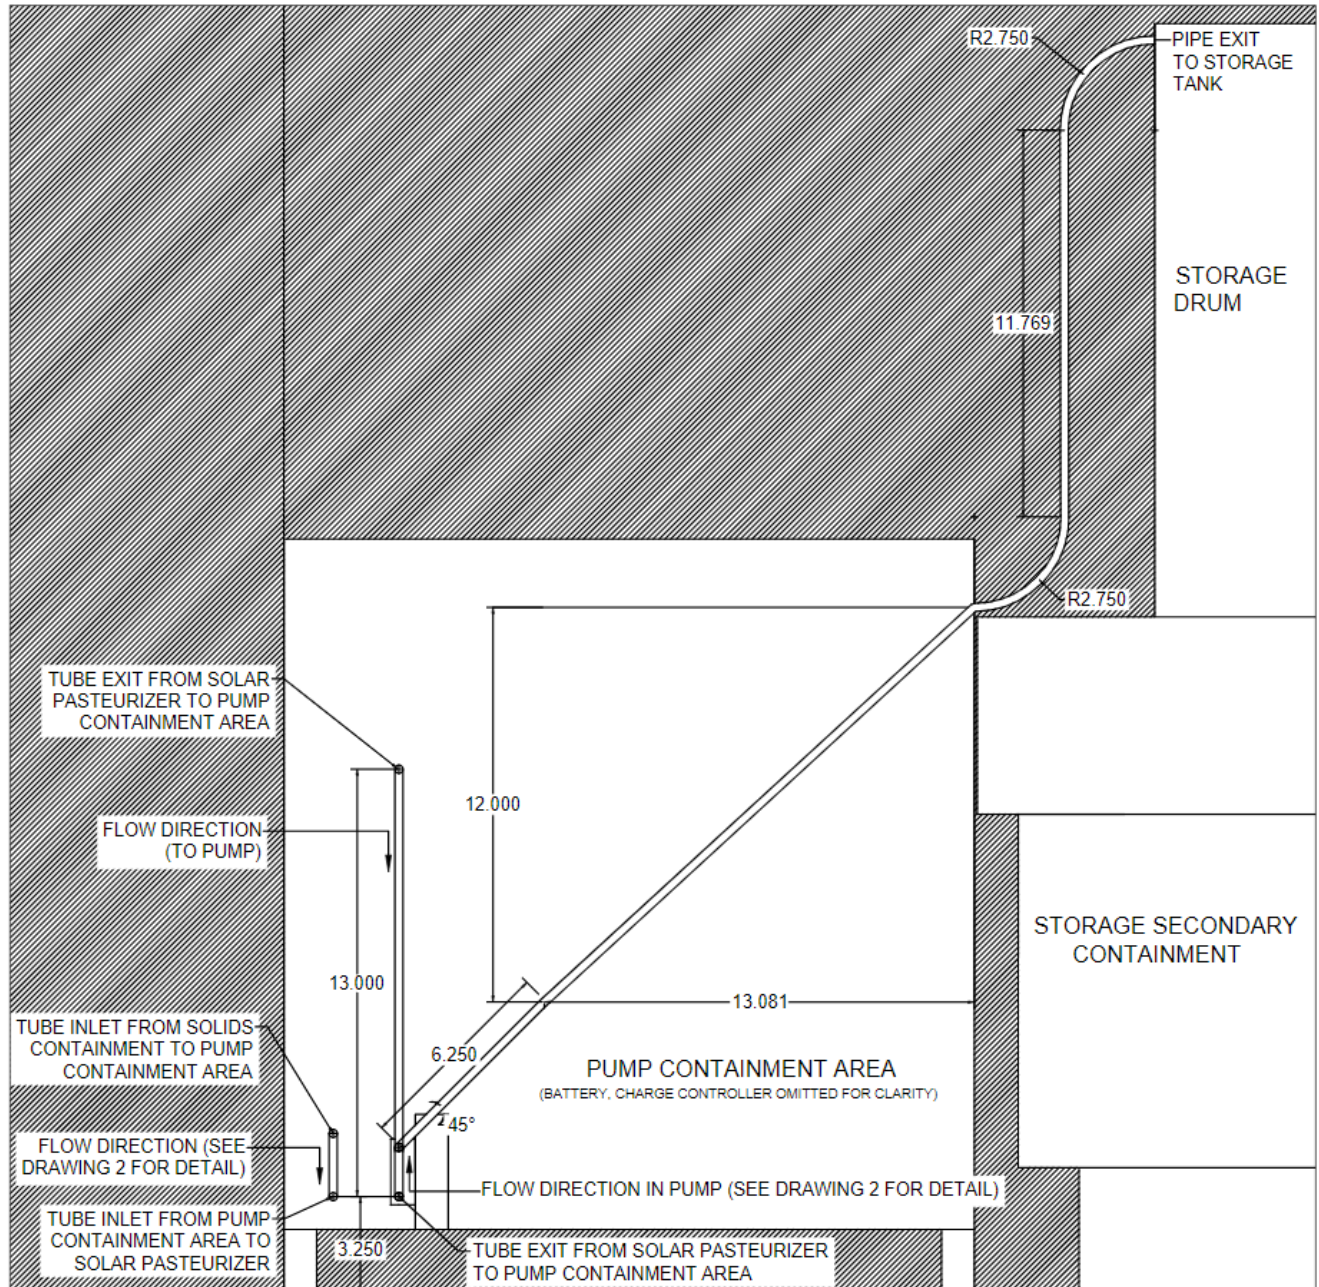 R2.750
PIPE EXIT
TO STORAGE
TANK
STORAGE
DRUM
11.769
R2.750
TUBE EXIT FROM SOLAR
PASTEURIZER TO PUMP
CONTAINMENT AREA
12.000
FLOW DIRECTION
(TO PUMP)
STORAGE SECONDARY
CONTAINMENT
13.000
13.081
TUBE INLET FROM SOLIDS
CONTAINMENT TO PUMP
CONTAINMENT AREA
6.250
PUMP CONTAINMENT AREA
(BATTERY, CHARGE CONTROLLER OMITTED FOR CLARITY)
45°
FLOW DIRECTION (SEE
DRAWING 2 FOR DETAIL)
FLOW DIRECTION IN PUMP (SEE DRAWING 2 FOR DETAIL)
TUBE INLET FROM PUMP
CONTAINMENT AREA TO
SOLAR PASTEURIZER
3.250
TUBE EXIT FROM SOLAR PASTEURIZER
TO PUMP CONTAINMENT AREA